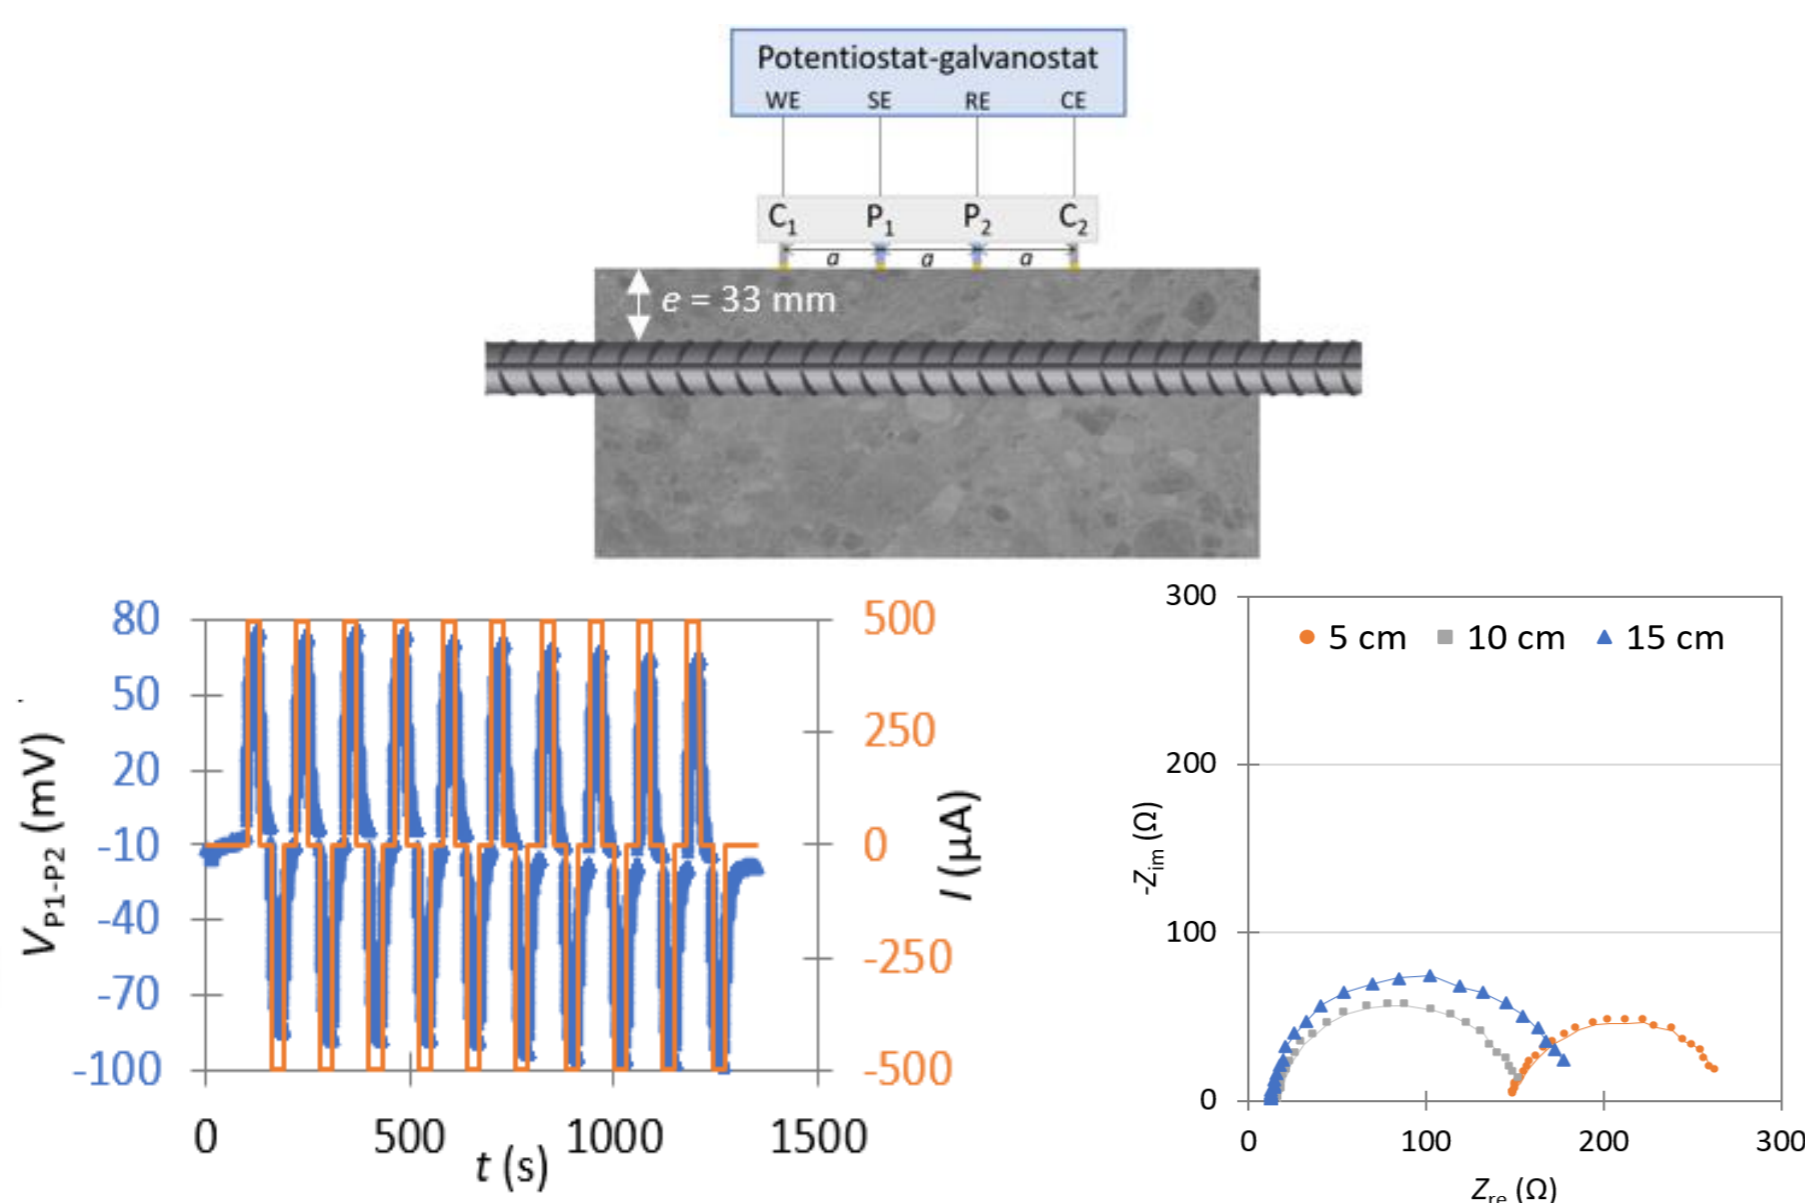 Potentiostat-galvanostat
WE SE RE CE
C1 P1 P2 C2
a a a
e = 33 mm
80
50
20
-10
-40
-70
-100
VP1-P2 (mV)
500
250
0
-250
-500
I (μA)
0 500 1000 1500
t (s)
300
200
100
0
-Zim (Ω)
5 cm 10 cm 15 cm
0 100 200 300
Zre (Ω)